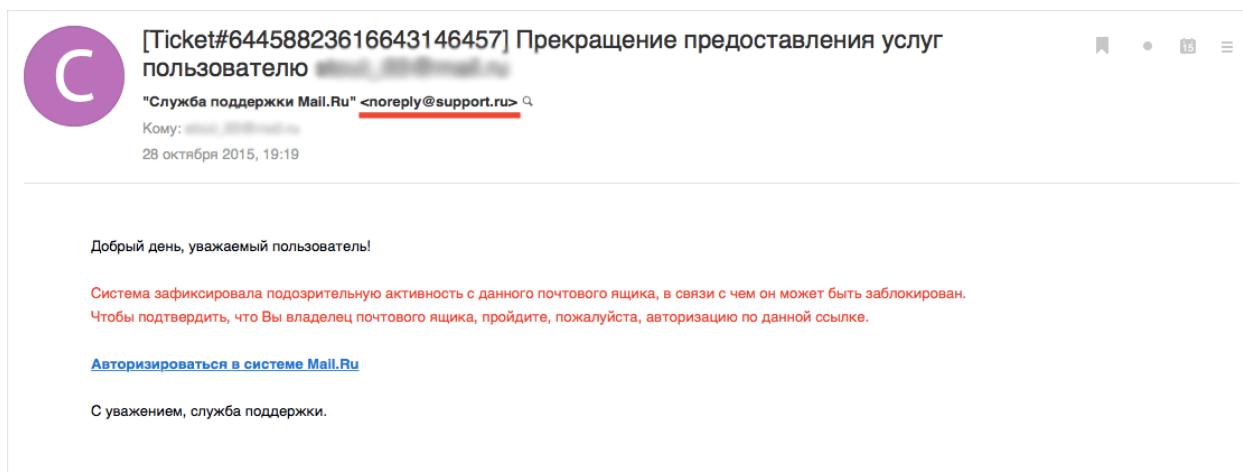 С
[Ticket#64458823616643146457] Прекращение предоставления услуг
пользователю
"Служба поддержки Mail.Ru" <noreply@support.ru>
Кому:
28 октября 2015, 19:19
15
Добрый день, уважаемый пользователь!
Система зафиксировала подозрительную активность с данного почтового ящика, в связи с чем он может быть заблокирован.
Чтобы подтвердить, что Вы владелец почтового ящика, пройдите, пожалуйста, авторизацию по данной ссылке.
Авторизироваться в системе Mail.Ru
С уважением, служба поддержки.